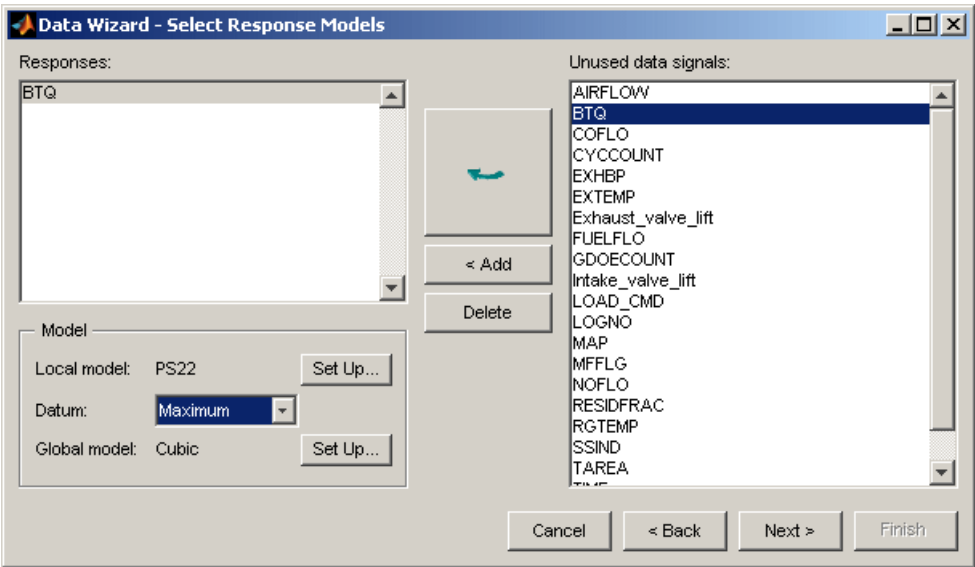 Data Wizard - Select Response Models
Responses:
BTQ
Unused data signals:
AIRFLOW
BTQ
COFLO
CYCCOUNT
EXHBP
EXTEMP
Exhaust_valve_lift
FUELFLO
GDOECOUNT
Intake_valve_lift
LOAD_CMD
LOGNO
MAP
MFFLG
NOFLO
RESIDFRAC
RGTEMP
SSIND
TAREA
< Add
Delete
Model
Local model: PS22 Set Up...
Datum: Maximum
Global model: Cubic Set Up...
Cancel < Back Next > Finish